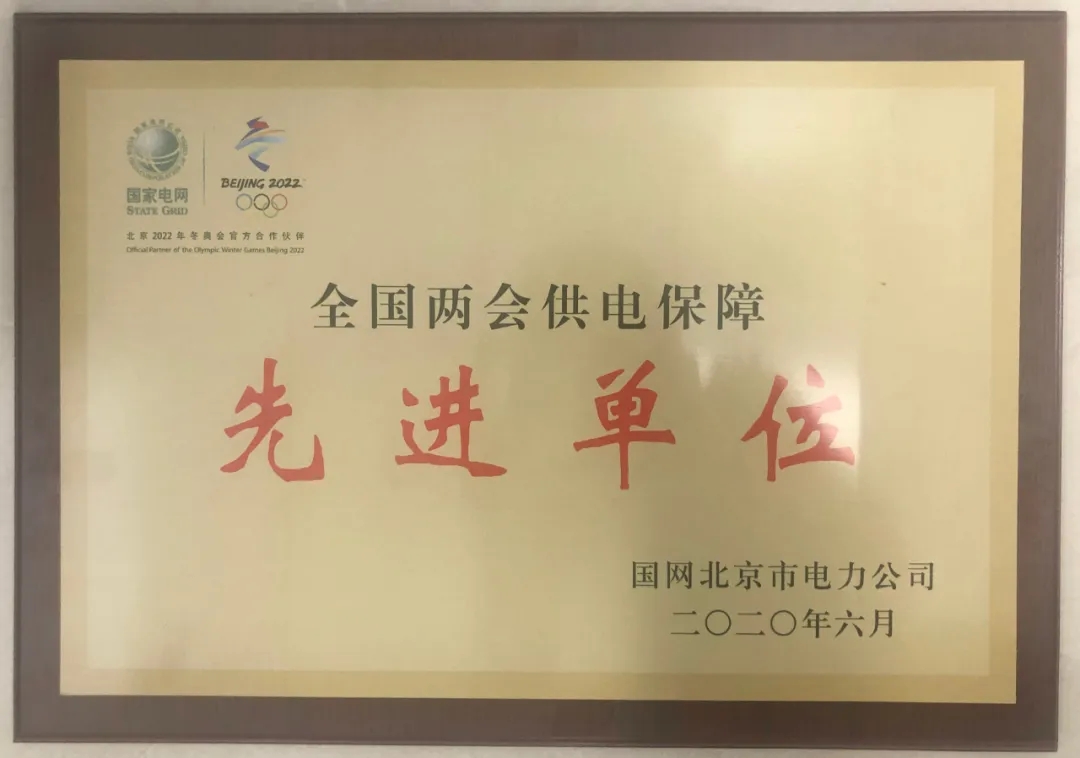 国家电网
STATE GRID
BEIJING 2022
北京2022年冬奥会官方合作伙伴
Official Partner of the Olympic Winter Games Beijing 2022
全国两会供电保障
先进单位
国网北京市电力公司
二〇二〇年六月